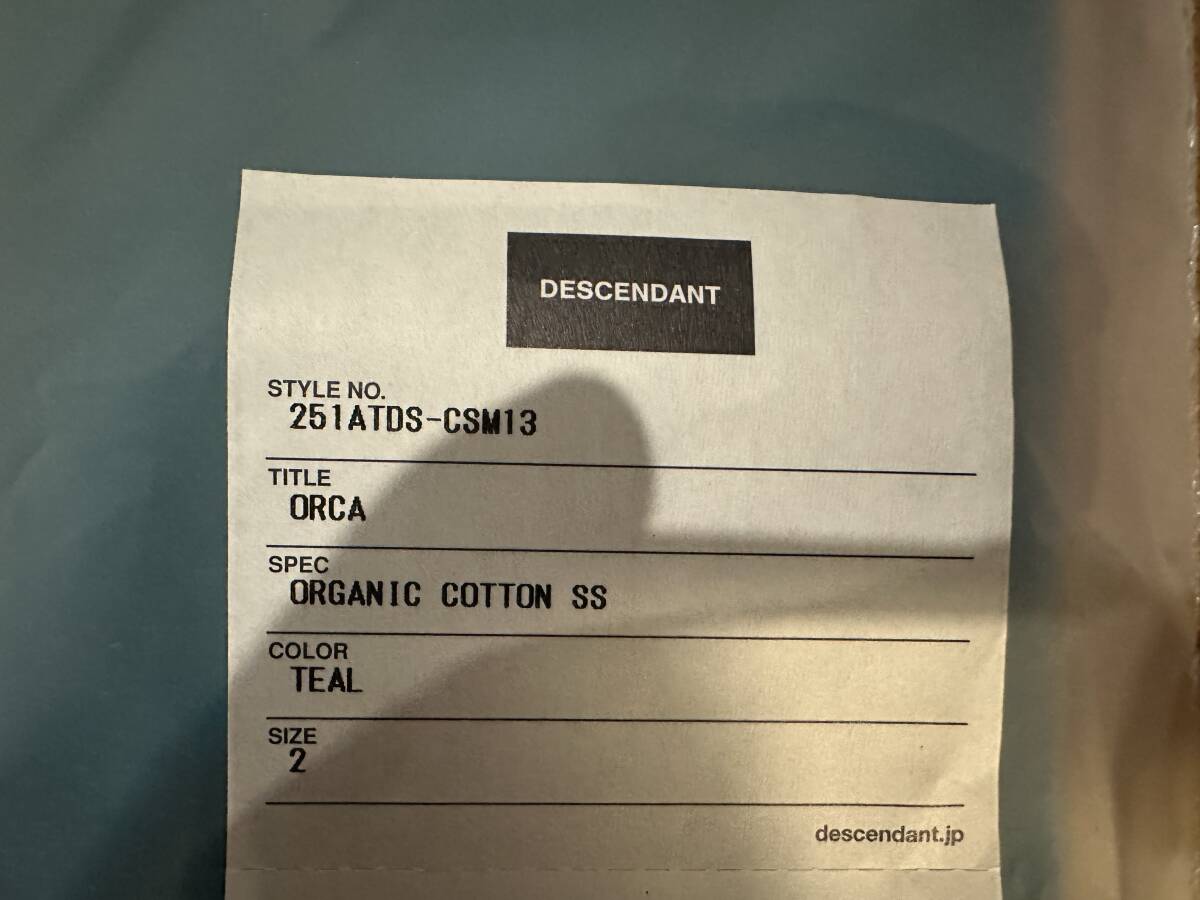 DESCENDANT
STYLE NO.
251ATDS-CSM13
TITLE
ORCA
SPEC
ORGANIC COTTON SS
COLOR
TEAL
SIZE
2
descendant.jp